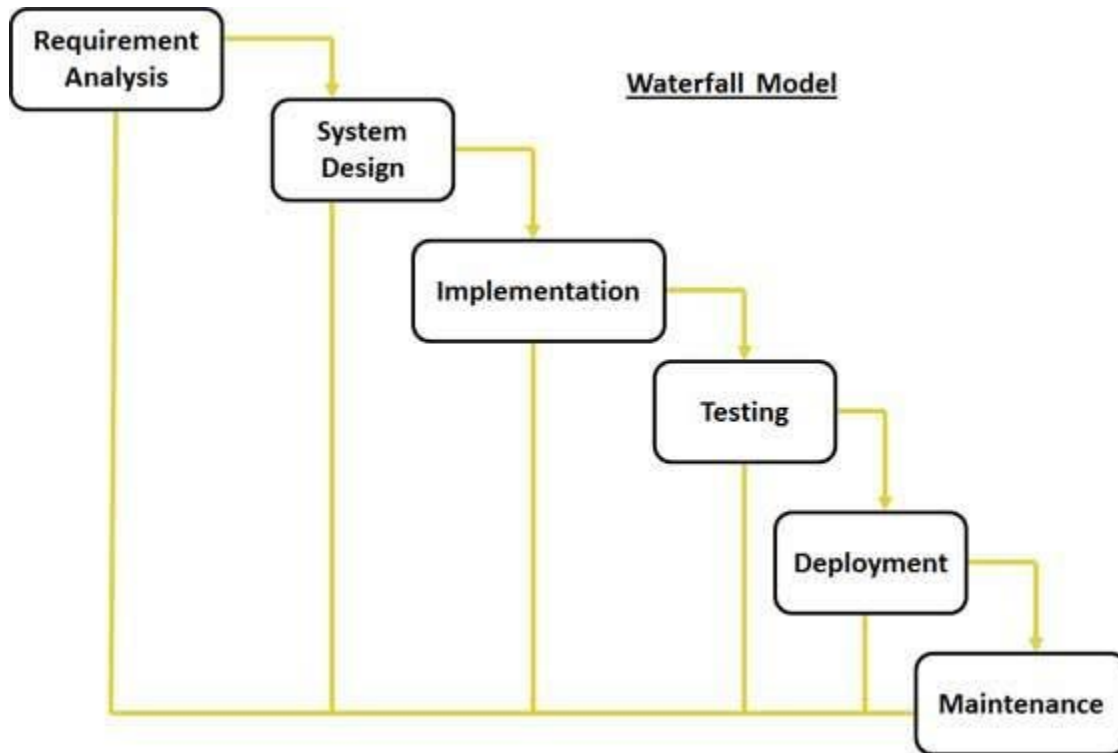 Requirement
Analysis
Waterfall Model
System
Design
Implementation
Testing
Deployment
Maintenance